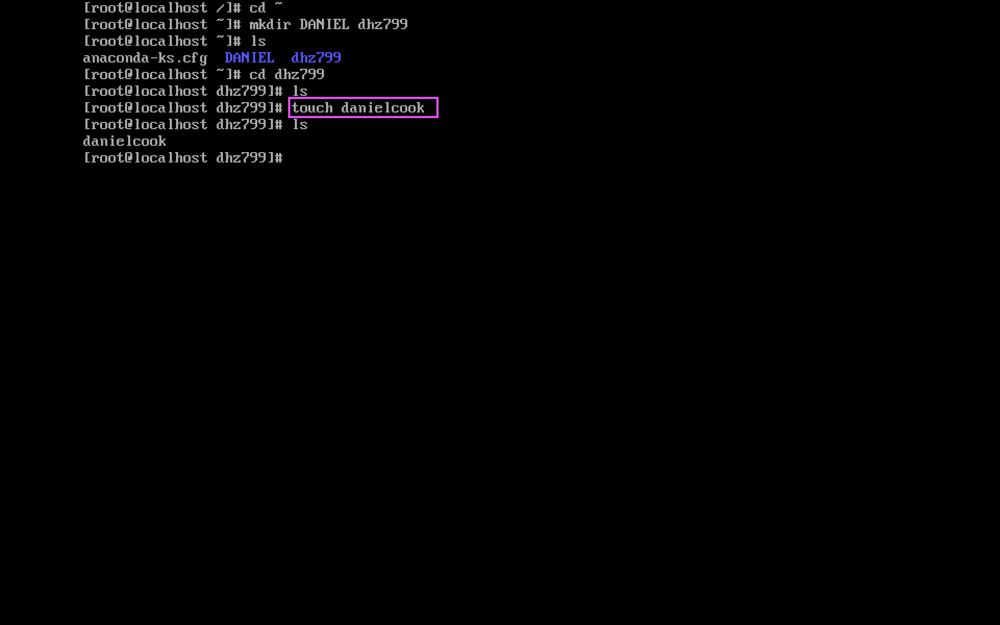 [root@localhost /]# cd ~
[root@localhost ~]# mkdir DANIEL dhz799
[root@localhost ~]# ls
anaconda-ks.cfg  DANIEL  dhz799
[root@localhost ~]# cd dhz799
[root@localhost dhz799]# ls
[root@localhost dhz799]# touch danielcook
[root@localhost dhz799]# ls
danielcook
[root@localhost dhz799]#